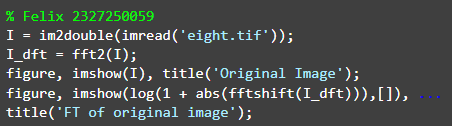 % Felix 2327250059
I = im2double(imread('eight.tif'));
I_dft = fft2(I);
figure, imshow(I), title('Original Image');
figure, imshow(log(1 + abs(fftshift(I_dft))),[]), ...
title('FT of original image');